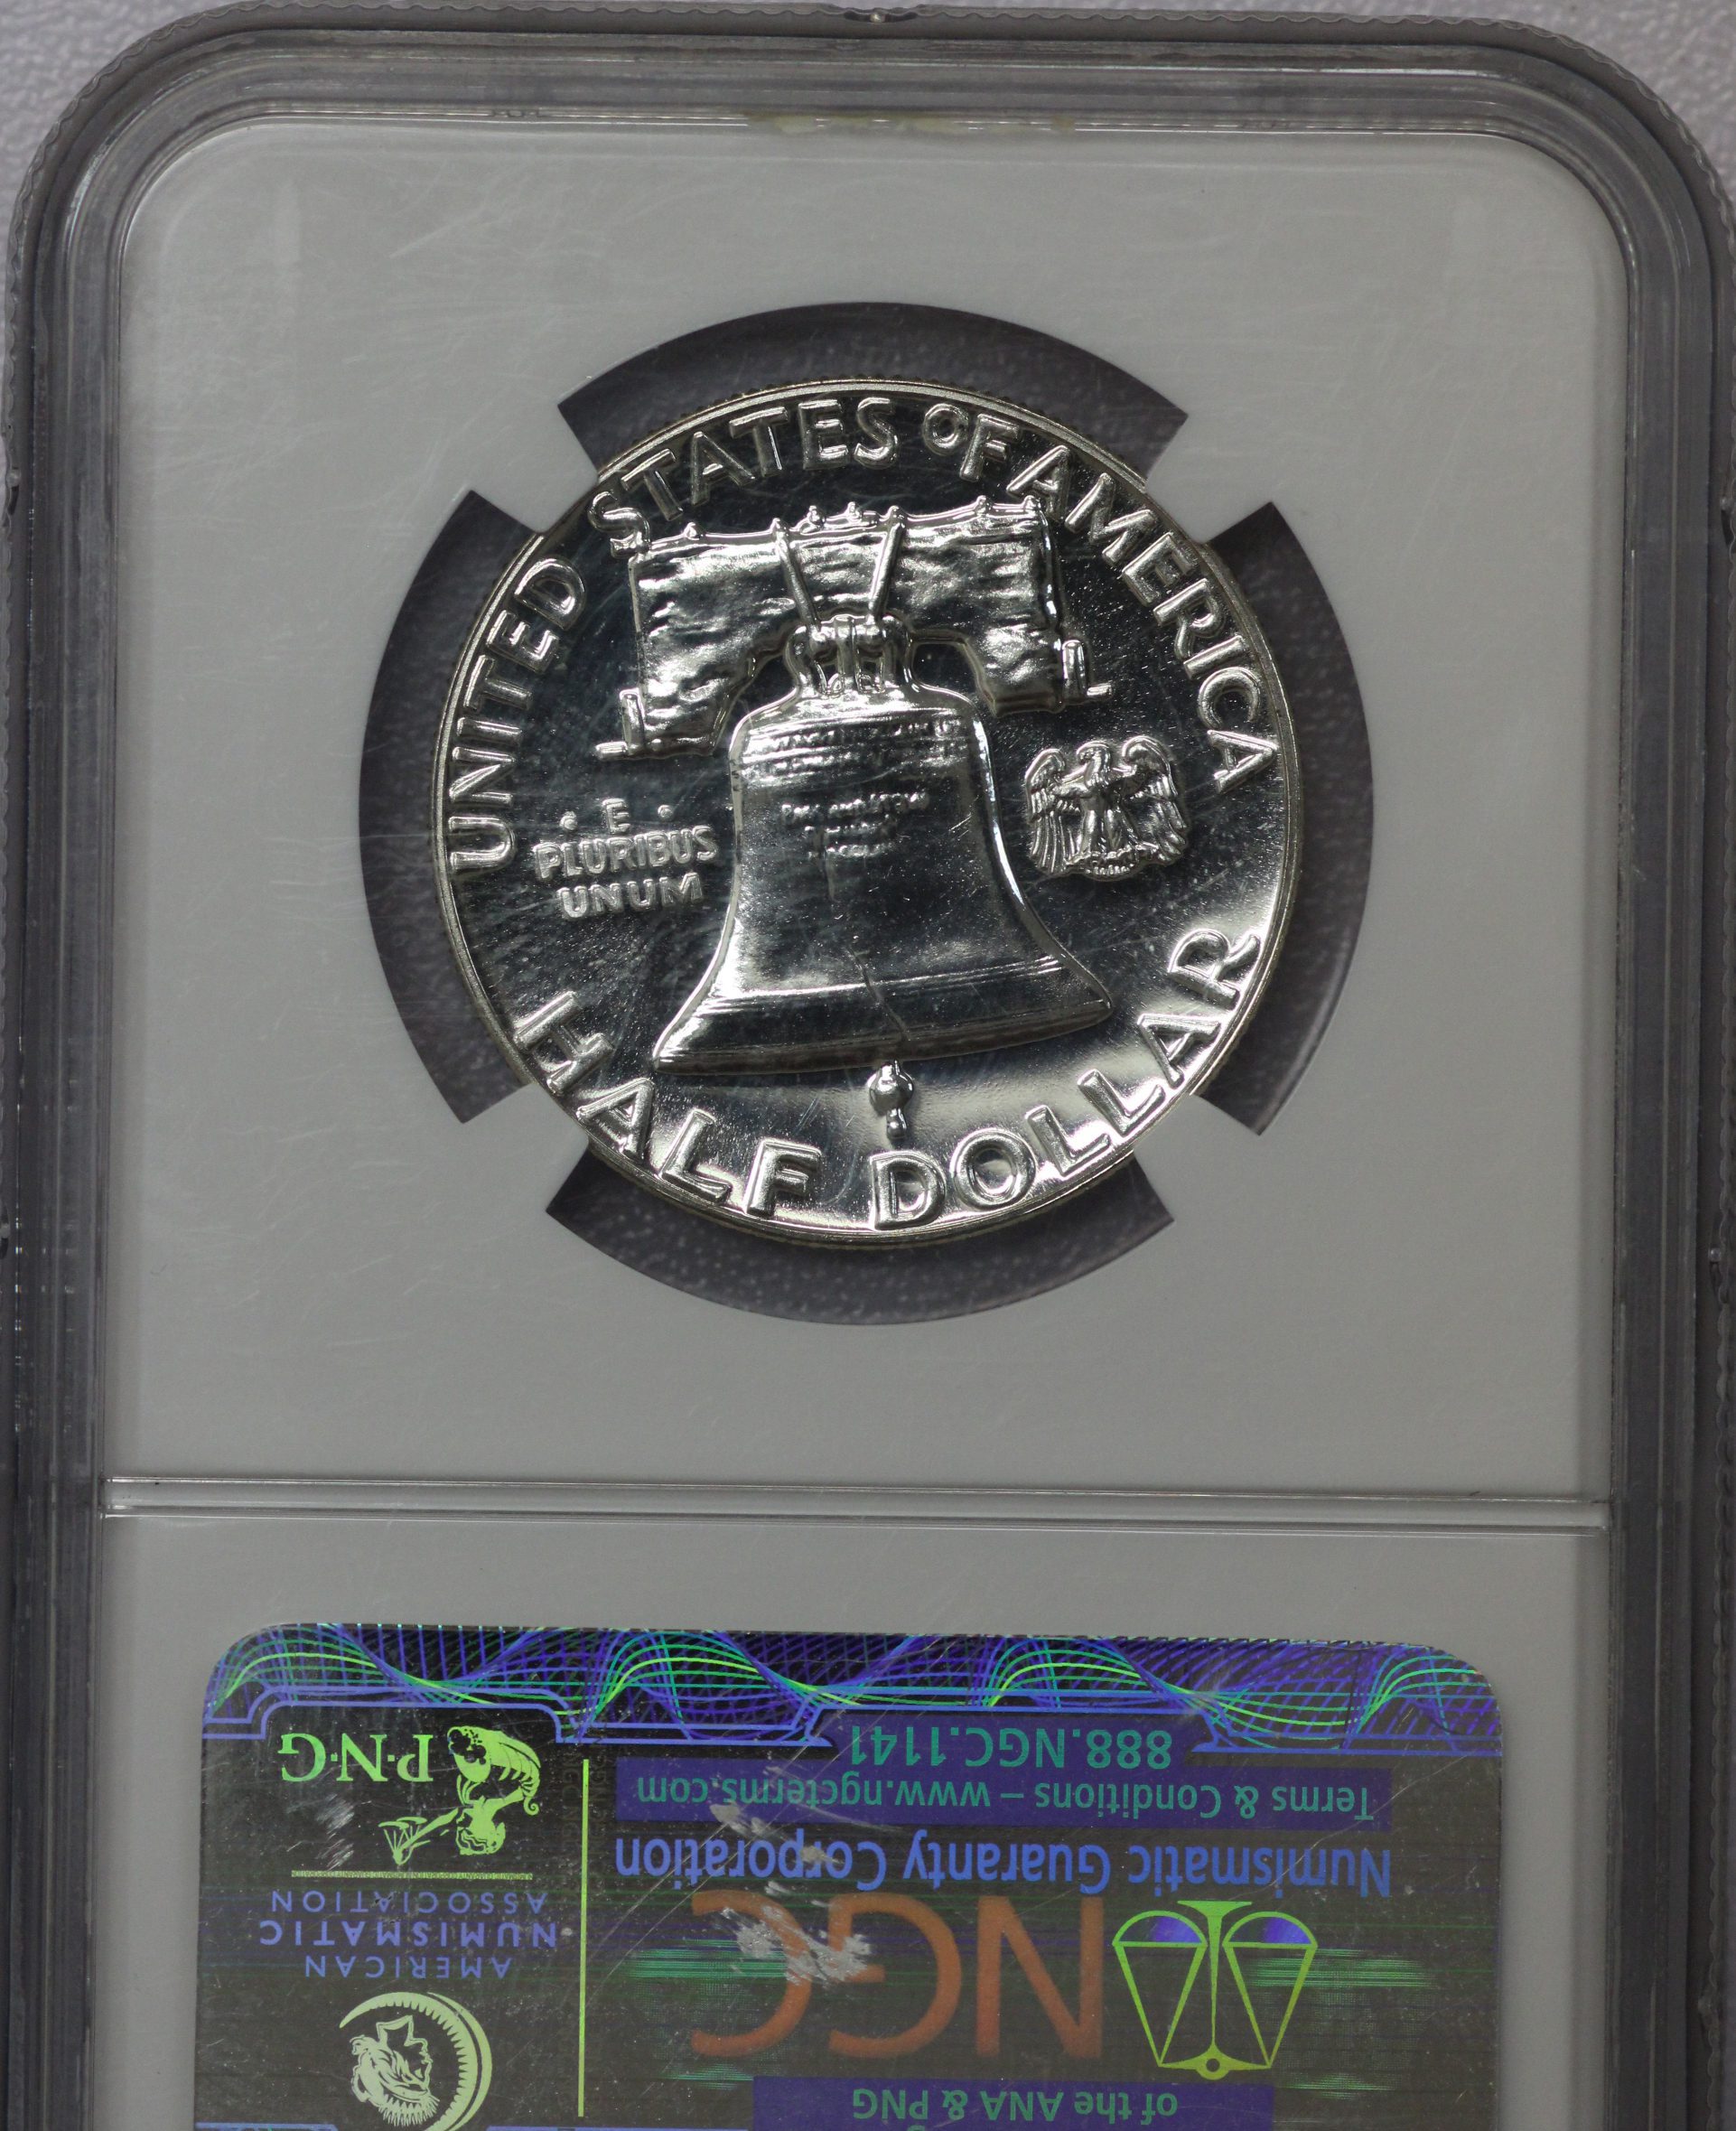 UNITED STATES OF AMERICA
· E ·
PLURIBUS
UNUM
HALF DOLLAR
of the ANA & PNG
NGC
Numismatic Guaranty Corporation
Terms & Conditions – www.ngcterms.com
888.NGC.1141
AMERICAN
NUMISMATIC
ASSOCIATION
P·N·G